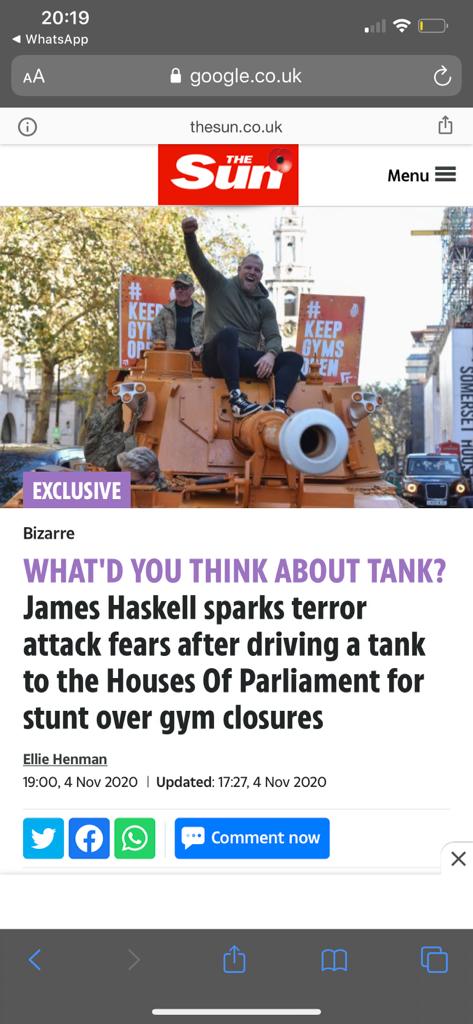 20:19
WhatsApp
AA
google.co.uk
thesun.co.uk
THE
Sun
Menu
#
KEEP
GYMS
OPEN
SOMERSET
EXCLUSIVE
Bizarre
WHAT'D YOU THINK ABOUT TANK?
James Haskell sparks terror
attack fears after driving a tank
to the Houses Of Parliament for
stunt over gym closures
Ellie Henman
19:00, 4 Nov 2020 | Updated: 17:27, 4 Nov 2020
Comment now